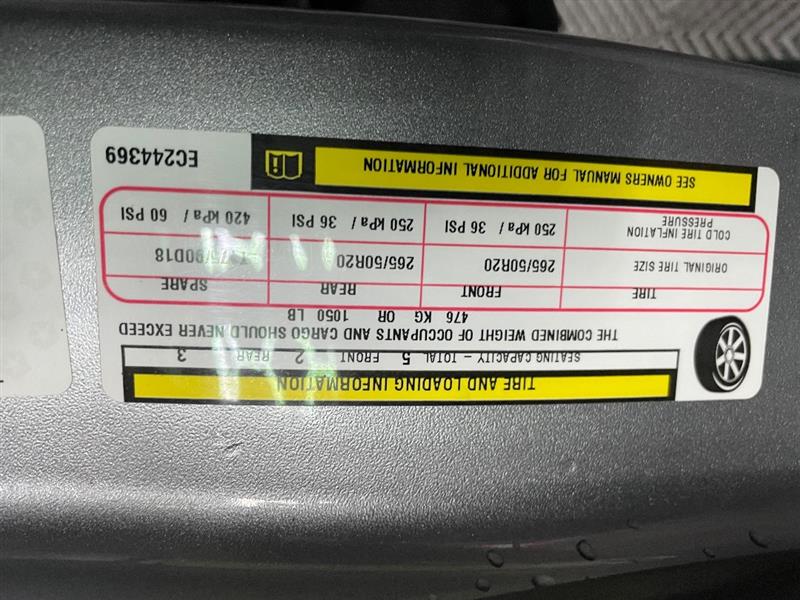 TIRE AND LOADING INFORMATION
SEATING CAPACITY - TOTAL 5 FRONT 2 REAR 3
THE COMBINED WEIGHT OF OCCUPANTS AND CARGO SHOULD NEVER EXCEED
476 KG OR 1050 LB
TIRE FRONT REAR SPARE
ORIGINAL TIRE SIZE 265/50R20 265/50R20 /90D18
COLD TIRE INFLATION PRESSURE 250 kPa / 36 PSI 250 kPa / 36 PSI 420 kPa / 60 PSI
SEE OWNERS MANUAL FOR ADDITIONAL INFORMATION
EC244369